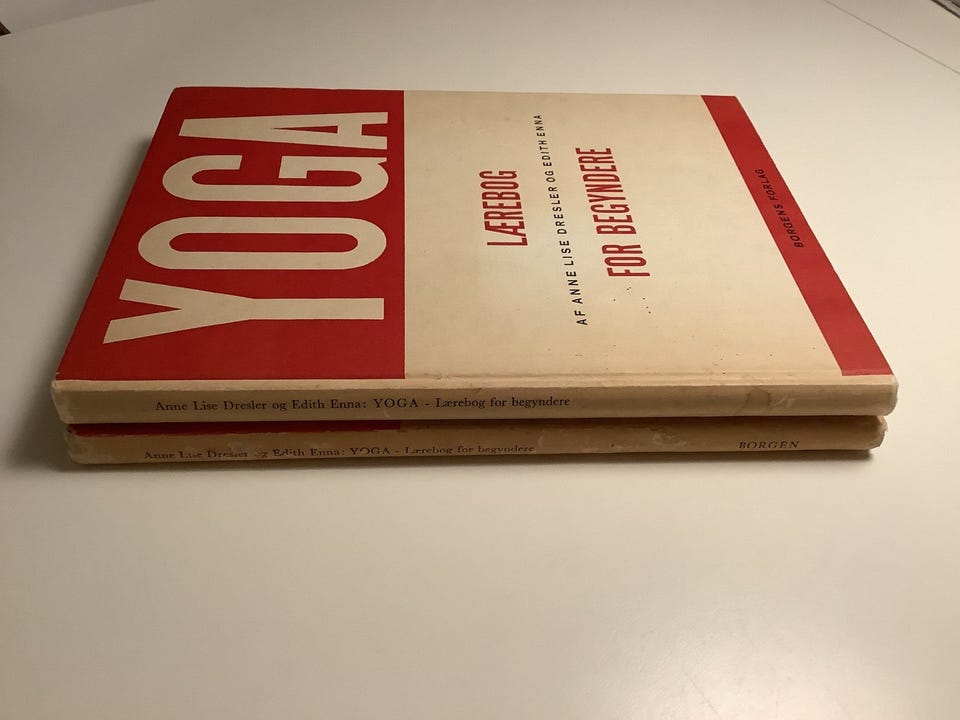 YOGA
LÆREBOG
AF ANNE LISE DRESLER OG EDITH ENNA
FOR BEGYNDERE
BORGENS FORLAG
Anne Lise Dresler og Edith Enna: YOGA - Lærebog for begyndere
Anne Lise Dresler og Edith Enna: YOGA - Lærebog for begyndere
BORGEN